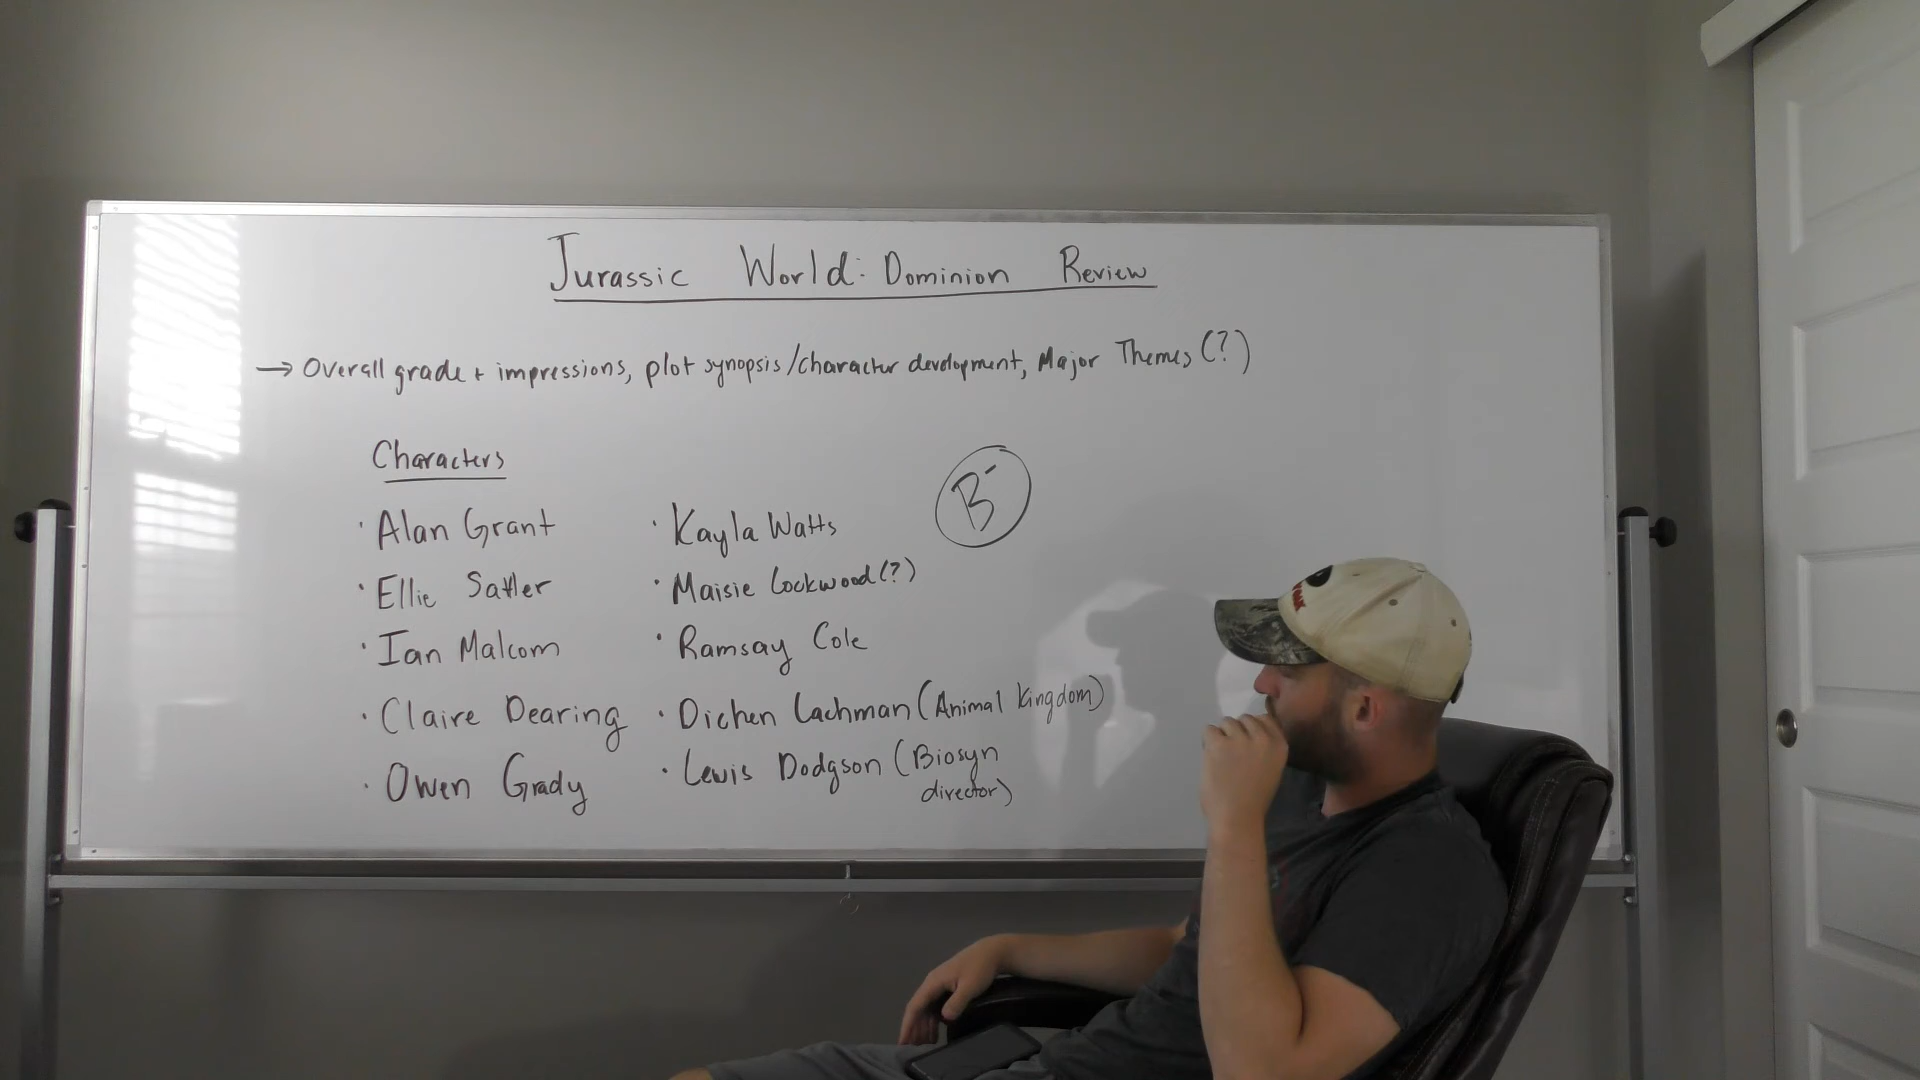 Jurassic World: Dominion Review
→ Overall grade + impressions, plot synopsis/character development, Major Themes (?)
Characters
· Alan Grant
· Ellie Sattler
· Ian Malcom
· Claire Dearing
· Owen Grady
· Kayla Watts
· Maisie Lockwood (?)
· Ramsay Cole
· Dichen Lachman (Animal Kingdom)
· Lewis Dodgson (Biosyn
director)
B-